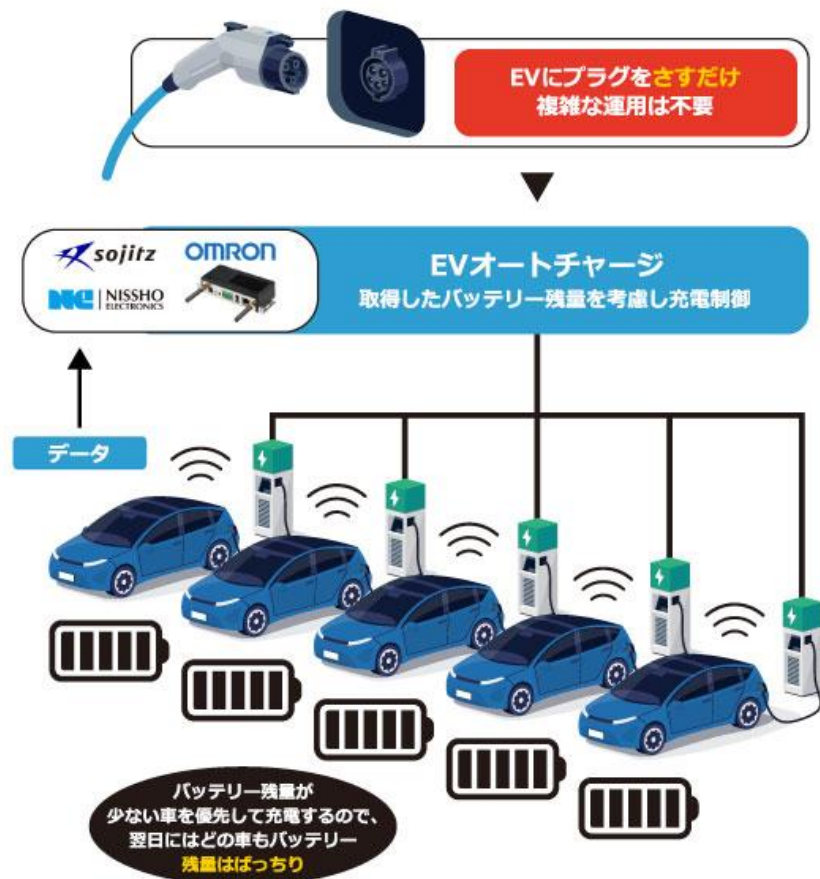 EVにプラグをさすだけ
複雑な運用は不要
sojitz
OMRON
NISSHO
ELECTRONICS
EVオートチャージ
取得したバッテリー残量を考慮し充電制御
データ
バッテリー残量が
少ない車を優先して充電するので、
翌日にはどの車もバッテリー
残量はばっちり